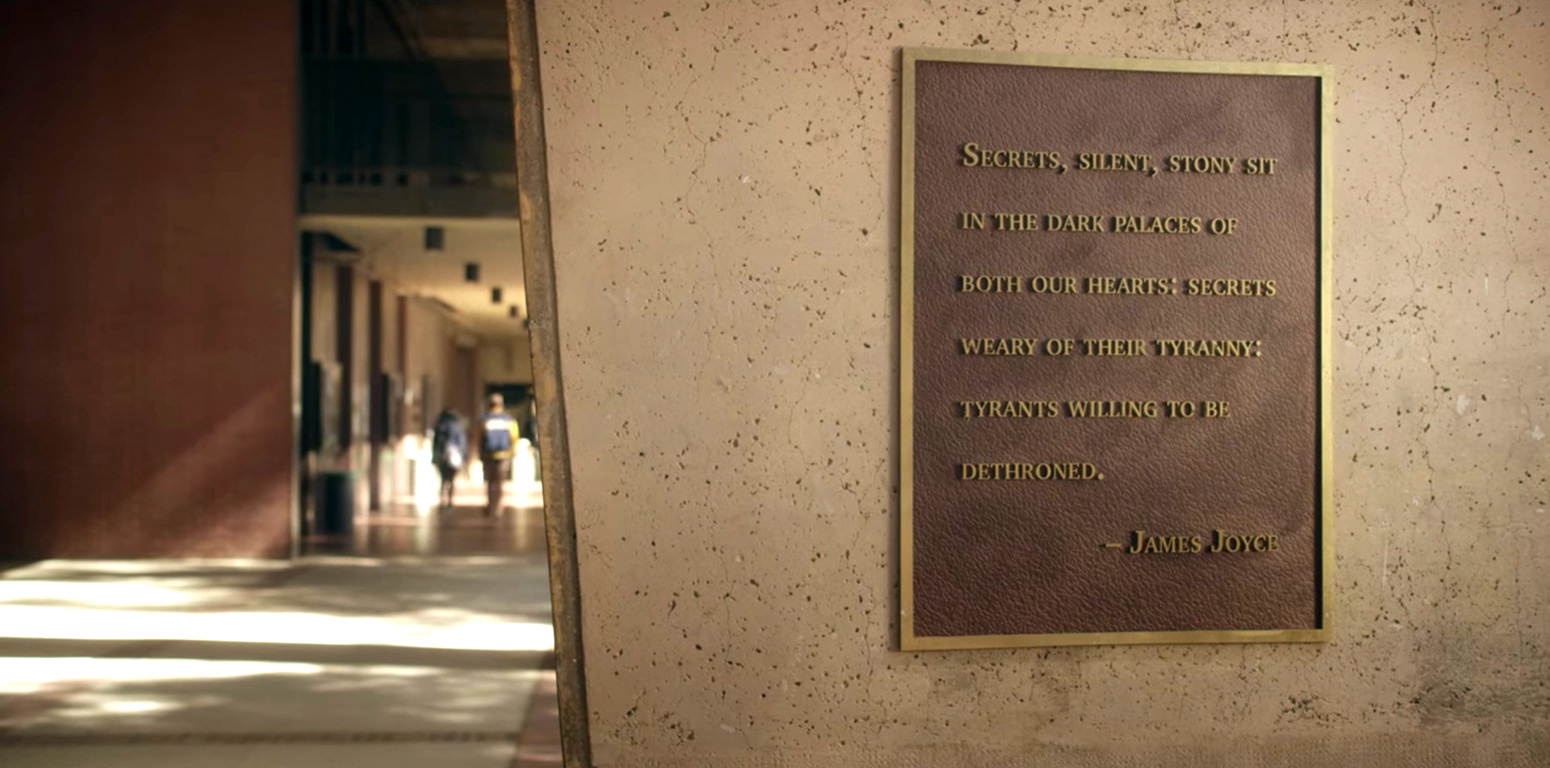 Secrets, silent, stony sit
in the dark palaces of
both our hearts: secrets
weary of their tyranny:
tyrants willing to be
dethroned.
– James Joyce